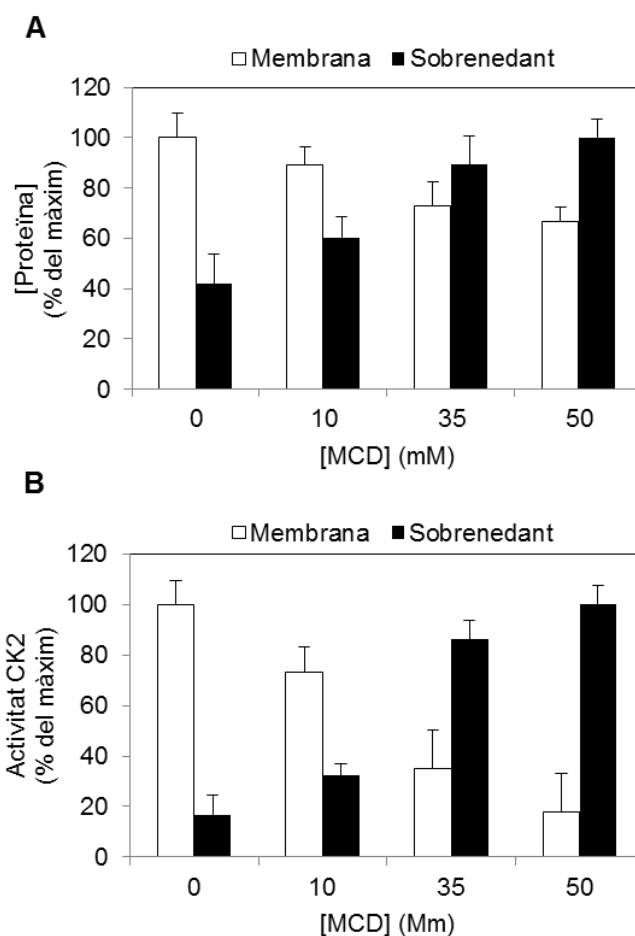 A
□ Membrana ■ Sobrenedant
[Proteïna]
(% del màxim)
120
100
80
60
40
20
0
0 10 35 50
[MCD] (mM)
B
□ Membrana ■ Sobrenedant
Activitat CK2
(% del màxim)
120
100
80
60
40
20
0
0 10 35 50
[MCD] (Mm)